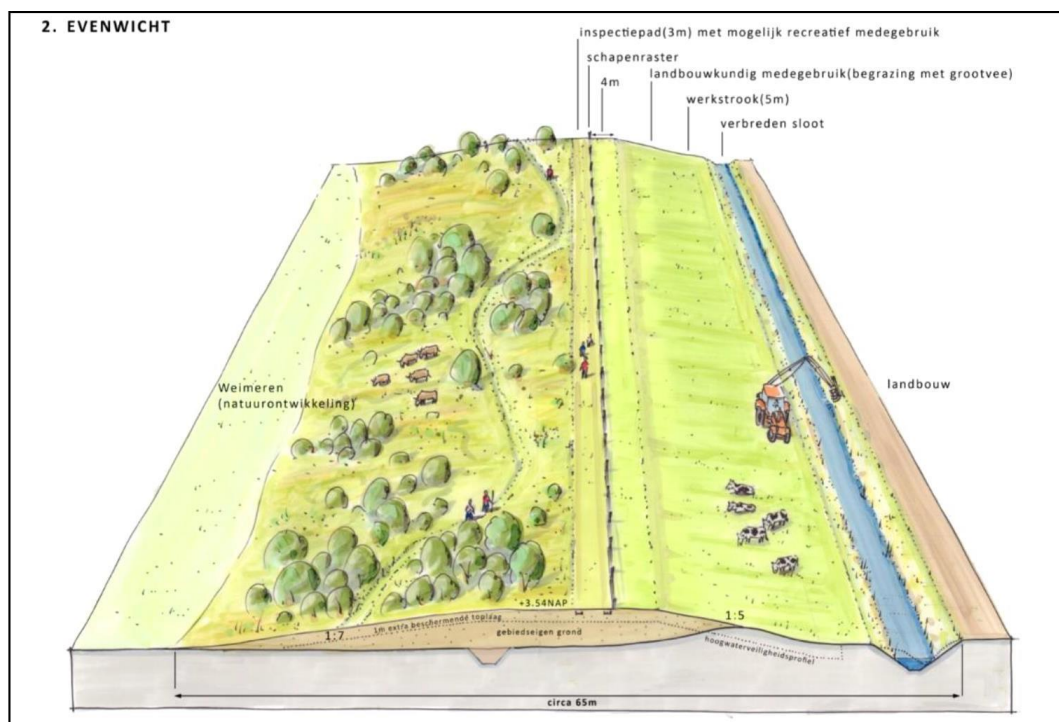 2. EVENWICHT
inspectiepad(3m) met mogelijk recreatief medegebruik
schapenraster
4m
landbouwkundig medegebruik(begrazing met grootvee)
werkstrook(5m)
verbreden sloot
Weimeren
(natuurontwikkeling)
landbouw
+3.54NAP
1:7
1m extra beschermende toplaag
gebiedseigen grond
1:5
hoogwaterveiligheidsprofiel
circa 65m